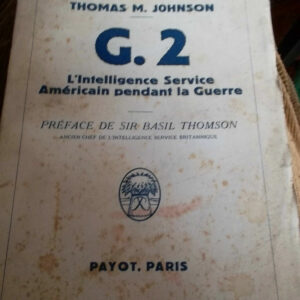 THOMAS M. JOHNSON
G. 2
L'Intelligence Service
Américain pendant la Guerre
PRÉFACE DE SIR BASIL THOMSON
ANCIEN CHEF DE L'INTELLIGENCE SERVICE BRITANNIQUE
PAYOT, PARIS